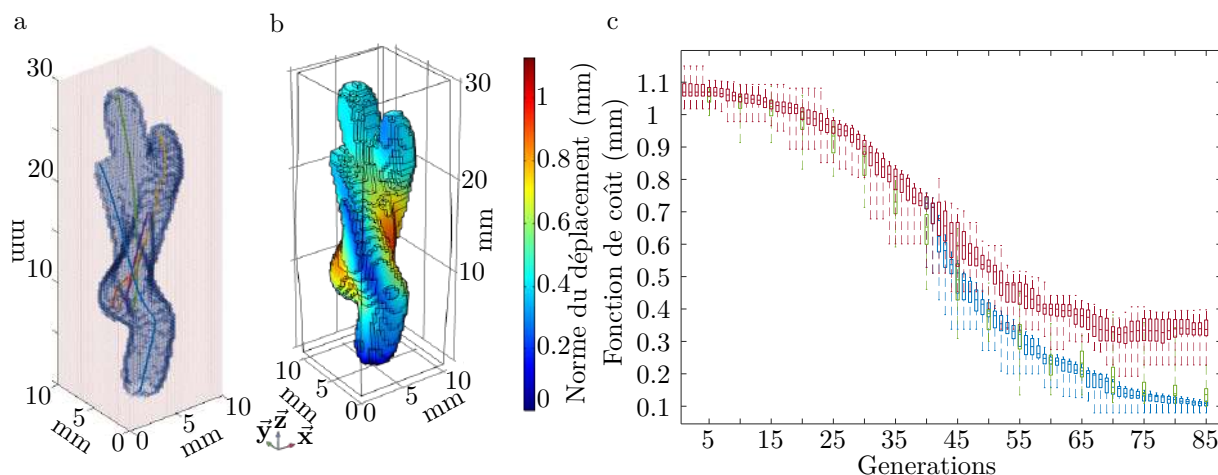 a
30
20
mm
10
10
5
mm
0
0
5
mm
10
b
30
20
mm
10
10
5
mm
0
0
5
mm
10
y⃗ z⃗ x⃗
1
0.8
0.6
0.4
0.2
0
Norme du déplacement (mm)
c
Fonction de coût (mm)
1.1
1
0.9
0.8
0.7
0.6
0.5
0.4
0.3
0.2
0.1
5 15 25 35 45 55 65 75 85
Generations